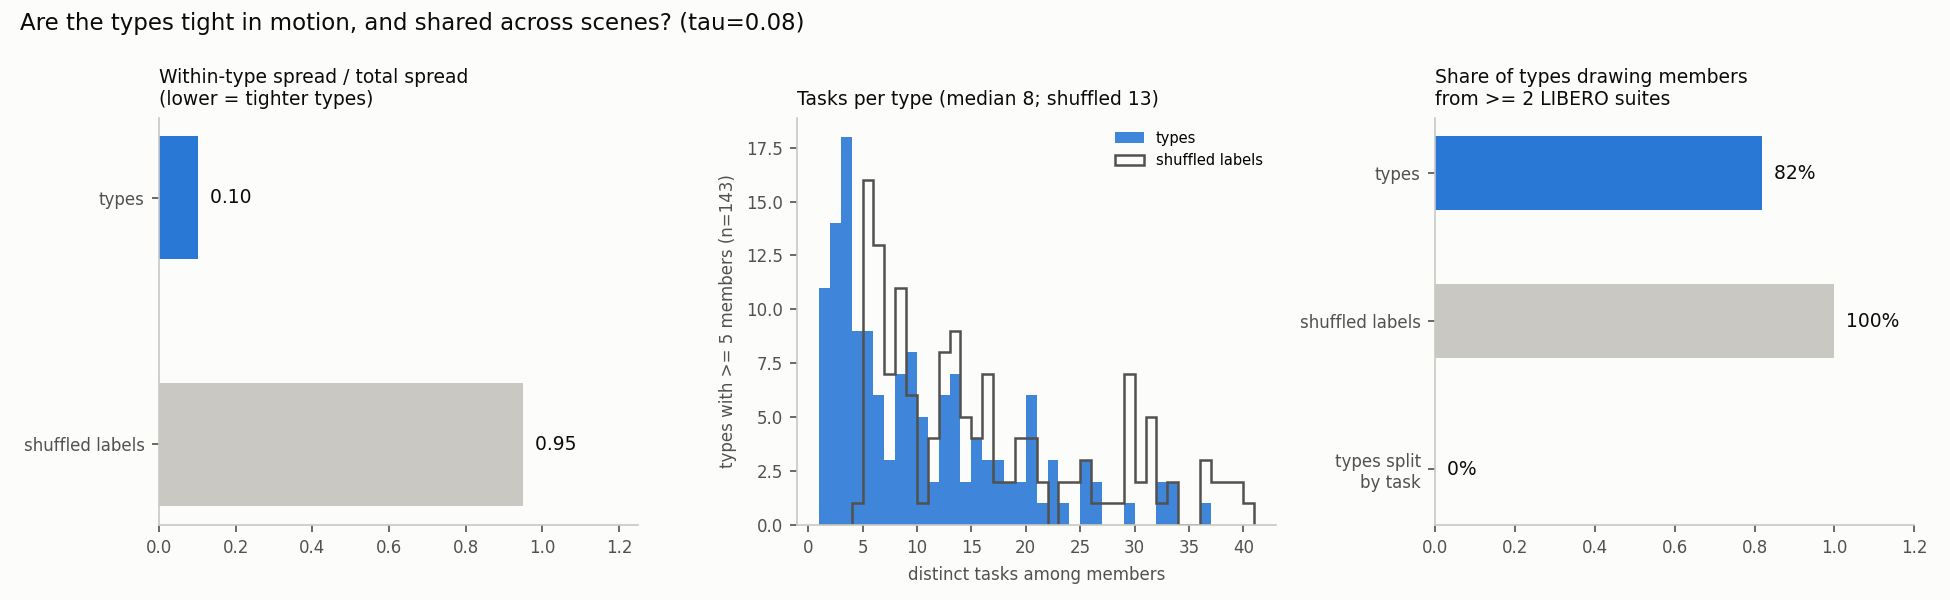 Are the types tight in motion, and shared across scenes? (tau=0.08)
Within-type spread / total spread
(lower = tighter types)
types
0.10
shuffled labels
0.95
0.0 0.2 0.4 0.6 0.8 1.0 1.2
Tasks per type (median 8; shuffled 13)
types
shuffled labels
types with >= 5 members (n=143)
17.5
15.0
12.5
10.0
7.5
5.0
2.5
0.0
0 5 10 15 20 25 30 35 40
distinct tasks among members
Share of types drawing members
from >= 2 LIBERO suites
types
82%
shuffled labels
100%
types split
by task
0%
0.0 0.2 0.4 0.6 0.8 1.0 1.2